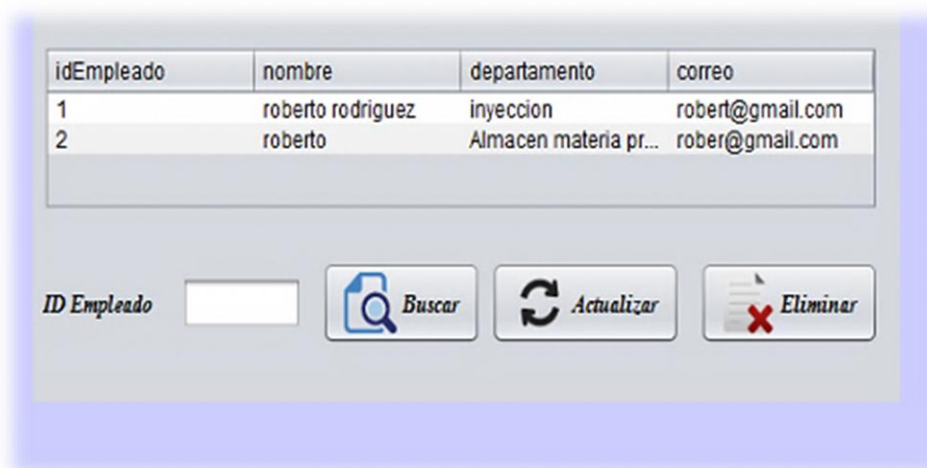 idEmpleado nombre departamento correo
1 roberto rodriguez inyeccion robert@gmail.com
2 roberto Almacen materia pr... rober@gmail.com
ID Empleado Buscar Actualizar Eliminar